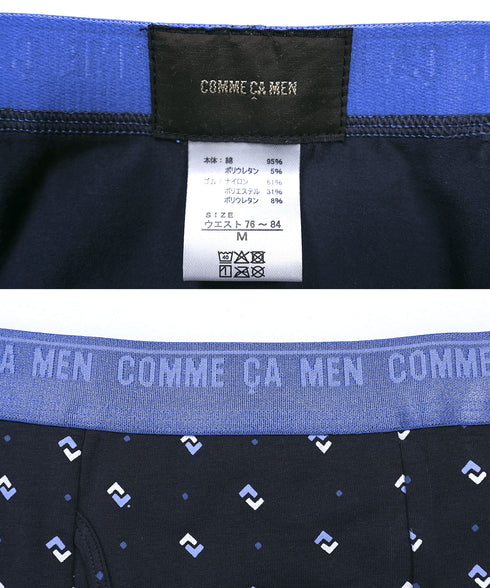 COMME ÇA MEN
本体：綿 95%
ポリウレタン 5%
ゴム：ナイロン 61%
ポリエステル 31%
ポリウレタン 8%
SIZE
ウエスト 76～84
M
COMME ÇA MEN COMME ÇA MEN COMME